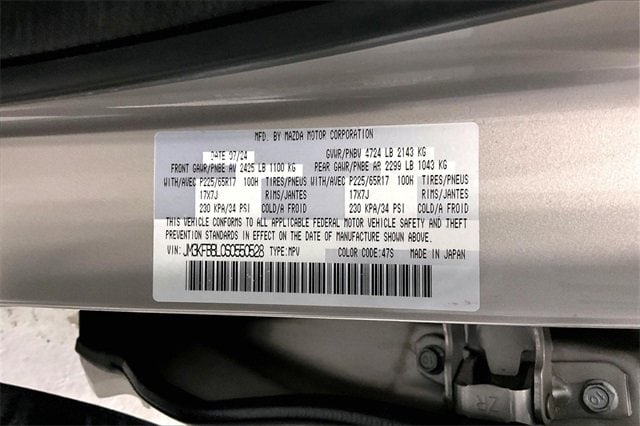 MFD. BY MAZDA MOTOR CORPORATION
DATE 07/24 GVWR/PNBV 4724 LB 2143 KG
FRONT GAWR/PNBE AV 2425 LB 1100 KG REAR GAWR/PNBE AR 2299 LB 1043 KG
WITH/AVEC P225/65R17 100H TIRES/PNEUS WITH/AVEC P225/65R17 100H TIRES/PNEUS
17X7J RIMS/JANTES 17X7J RIMS/JANTES
230 KPA/34 PSI COLD/A FROID 230 KPA/34 PSI COLD/A FROID
THIS VEHICLE CONFORMS TO ALL APPLICABLE FEDERAL MOTOR VEHICLE SAFETY AND THEFT
PREVENTION STANDARDS IN EFFECT ON THE DATE OF MANUFACTURE SHOWN ABOVE.
VIN: JM3KFBBL0S0550528 TYPE:MPV COLOR CODE:47S MADE IN JAPAN
ZR